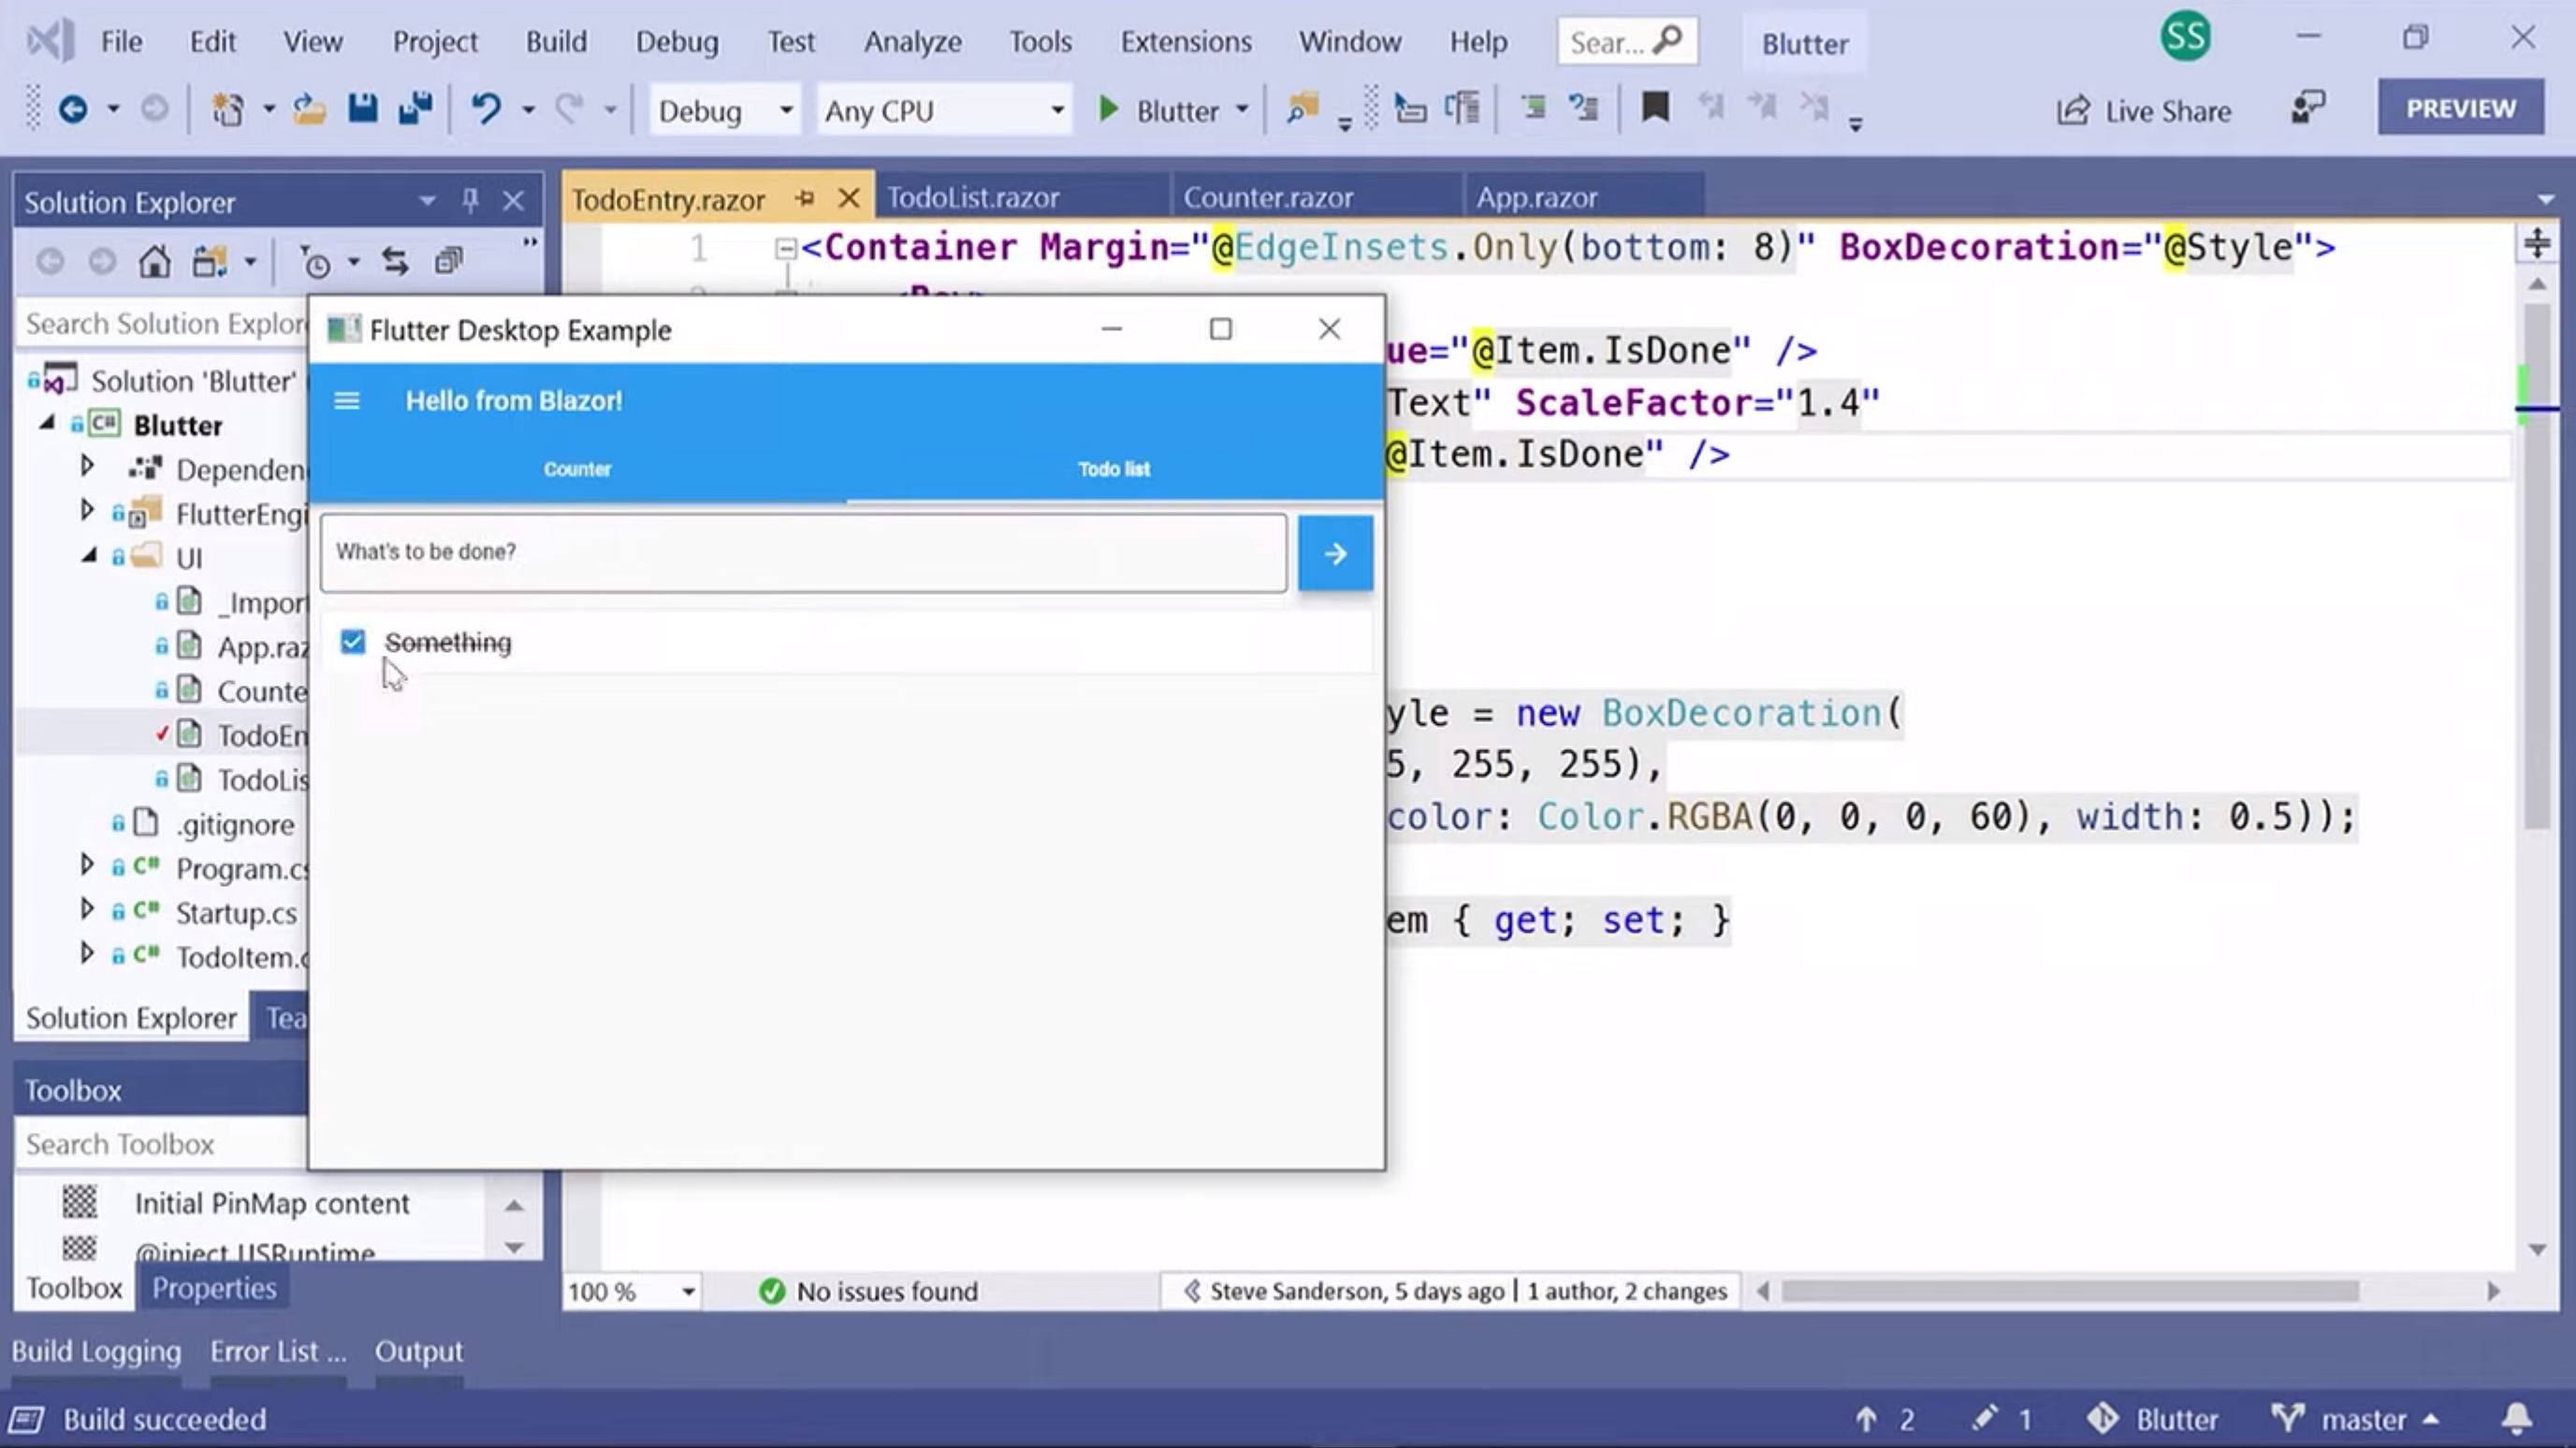 File Edit View Project Build Debug Test Analyze Tools Extensions Window Help Sear... Blutter SS
Debug Any CPU Blutter Live Share PREVIEW
Solution Explorer
Search Solution Explor
Solution 'Blutter'
C# Blutter
Dependen
FlutterEngi
UI
_Import
App.raz
Counte
TodoEn
TodoLis
.gitignore
C# Program.cs
C# Startup.cs
C# TodoItem.c
Solution Explorer Tea
Toolbox
Search Toolbox
Initial PinMap content
@inject IJSRuntime
Toolbox Properties
TodoEntry.razor TodoList.razor Counter.razor App.razor
1 <Container Margin="@EdgeInsets.Only(bottom: 8)" BoxDecoration="@Style">
<Row>
ue="@Item.IsDone" />
Text" ScaleFactor="1.4"
@Item.IsDone" />
yle = new BoxDecoration(
5, 255, 255),
color: Color.RGBA(0, 0, 0, 60), width: 0.5));
em { get; set; }
Flutter Desktop Example
Hello from Blazor!
Counter Todo list
What's to be done?
Something
100 % No issues found Steve Sanderson, 5 days ago | 1 author, 2 changes
Build Logging Error List ... Output
Build succeeded 2 1 Blutter master